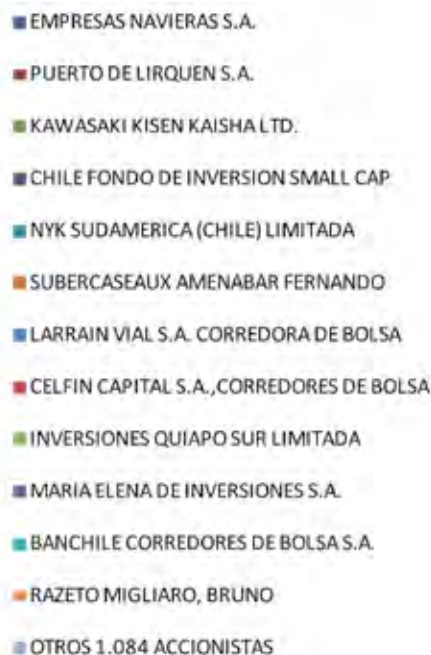 EMPRESAS NAVIERAS S.A.
PUERTO DE LIRQUEN S.A.
KAWASAKI KISEN KAISHA LTD.
CHILE FONDO DE INVERSION SMALL CAP
NYK SUDAMERICA (CHILE) LIMITADA
SUBERCASEAUX AMENABAR FERNANDO
LARRAIN VIAL S.A. CORREDORA DE BOLSA
CELFIN CAPITAL S.A.,CORREDORES DE BOLSA
INVERSIONES QUIAPO SUR LIMITADA
MARIA ELENA DE INVERSIONES S.A.
BANCHILE CORREDORES DE BOLSA S.A.
RAZETO MIGLIARO, BRUNO
OTROS 1.084 ACCIONISTAS